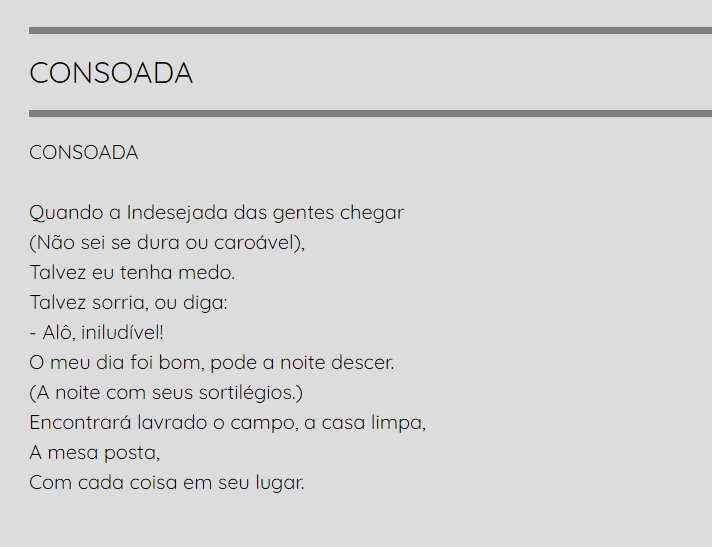 CONSOADA
CONSOADA
Quando a Indesejada das gentes chegar
(Não sei se dura ou caroável),
Talvez eu tenha medo.
Talvez sorria, ou diga:
- Alô, iniludível!
O meu dia foi bom, pode a noite descer.
(A noite com seus sortilégios.)
Encontrará lavrado o campo, a casa limpa,
A mesa posta,
Com cada coisa em seu lugar.